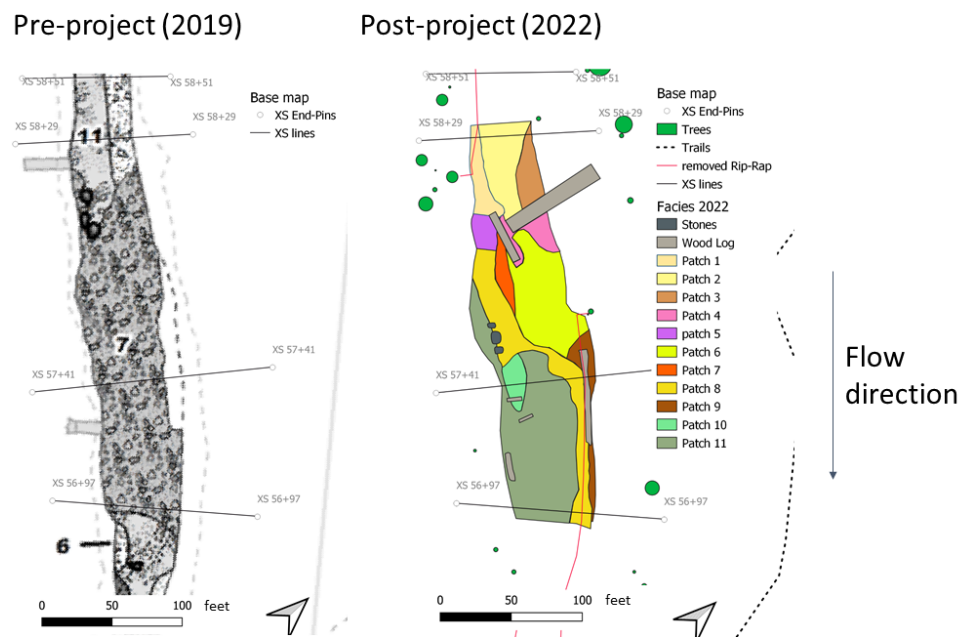 Pre-project (2019)
Post-project (2022)
XS 58+51
XS 58+51
XS 58+29
XS 58+29
11
9
7
XS 57+41
XS 57+41
XS 56+97
XS 56+97
6
0 50 100 feet
Base map
XS End-Pins
XS lines
XS 58+51
XS 58+51
XS 58+29
XS 58+29
XS 57+41
XS 56+97
XS 56+97
0 50 100 feet
Base map
XS End-Pins
Trees
Trails
removed Rip-Rap
XS lines
Facies 2022
Stones
Wood Log
Patch 1
Patch 2
Patch 3
Patch 4
patch 5
Patch 6
Patch 7
Patch 8
Patch 9
Patch 10
Patch 11
Flow
direction